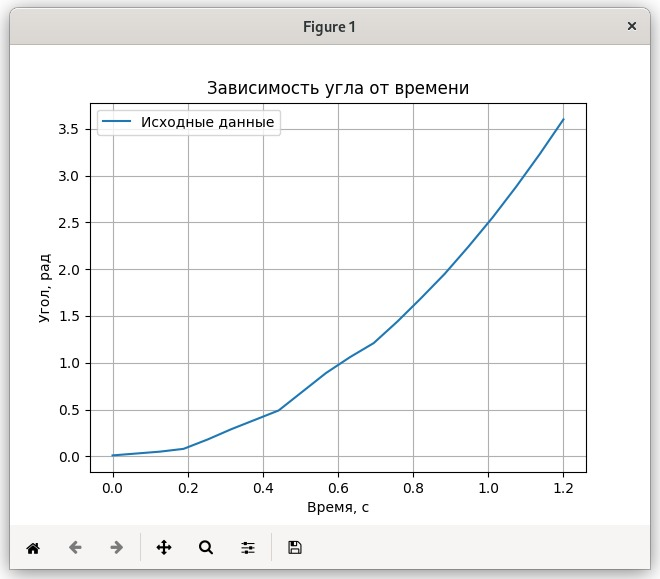 Figure 1
Зависимость угла от времени
Исходные данные
3.5
3.0
2.5
2.0
1.5
1.0
0.5
0.0
Угол, рад
0.0 0.2 0.4 0.6 0.8 1.0 1.2
Время, с